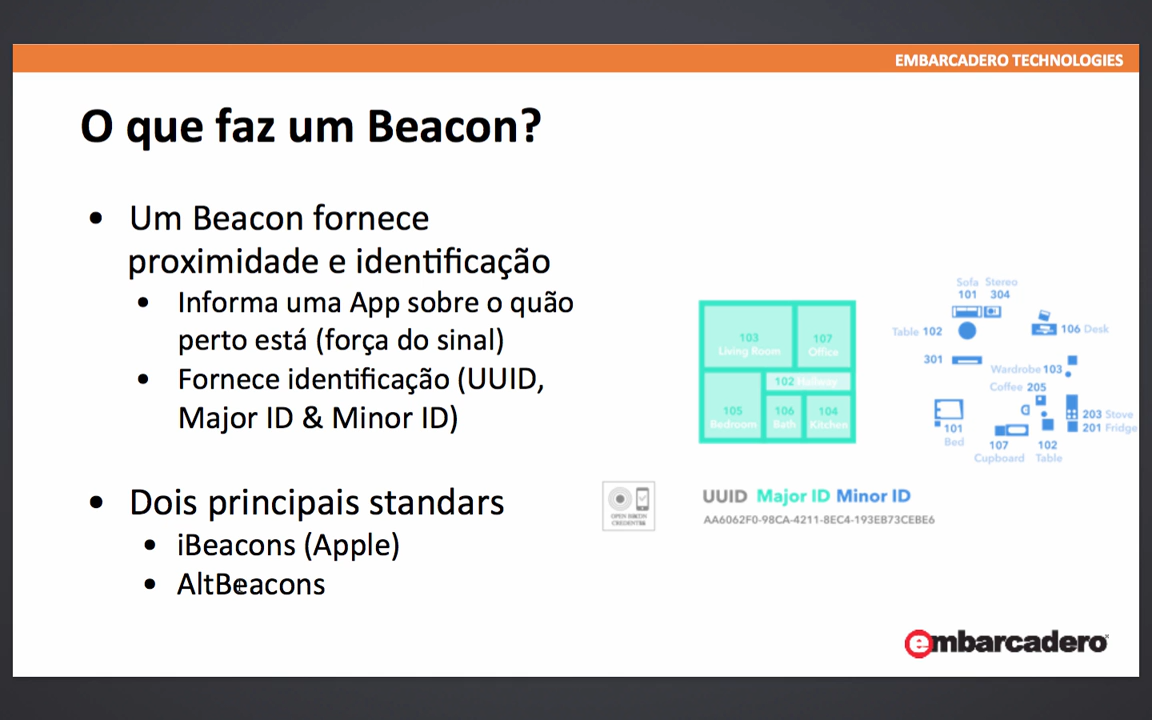 EMBARCADERO TECHNOLOGIES
O que faz um Beacon?
• Um Beacon fornece
proximidade e identificação
• Informa uma App sobre o quão
perto está (força do sinal)
• Fornece identificação (UUID,
Major ID & Minor ID)
• Dois principais standars
• iBeacons (Apple)
• AltBeacons
103
Living Room
107
Office
102 Hallway
105
Bedroom
106
Bath
104
Kitchen
Sofa Stereo
101 304
Table 102
106 Desk
301
Wardrobe 103
Coffee 205
101
Bed
203 Stove
201 Fridge
107 102
Cupboard Table
OPEN
UUID Major ID Minor ID
AA6062F0-98CA-4211-8EC4-193EB73CEBE6
embarcadero